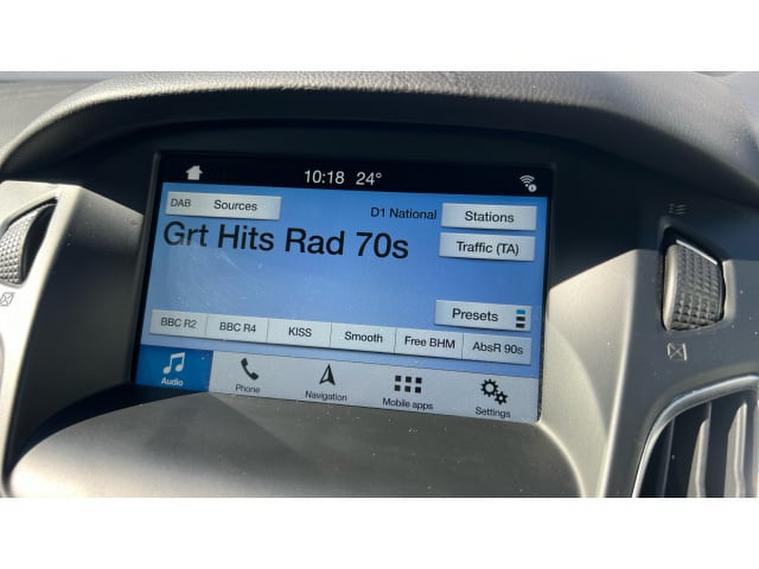 10:18 24°
DAB Sources D1 National Stations
Grt Hits Rad 70s Traffic (TA)
Presets
BBC R2 BBC R4 KISS Smooth Free BHM AbsR 90s
Audio Phone Navigation Mobile apps Settings